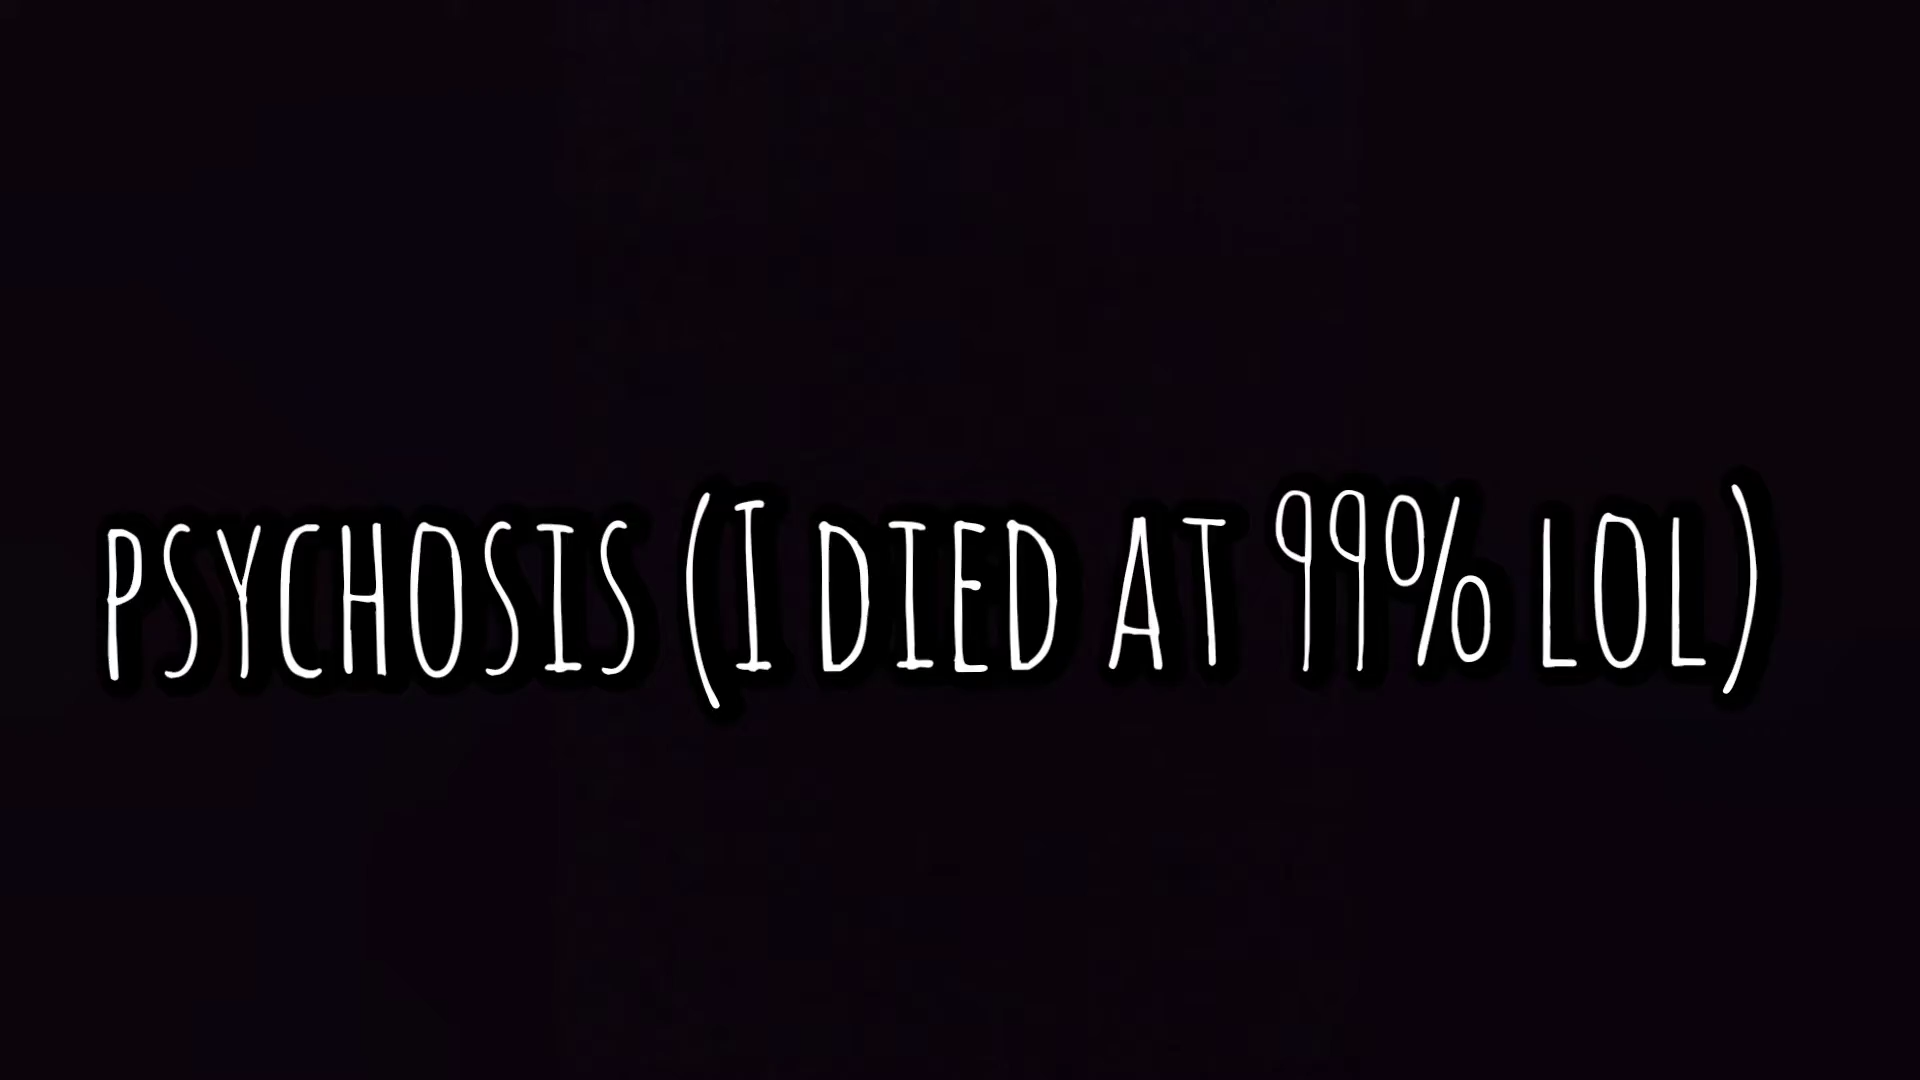 PSYCHOSIS (I DIED AT 99% LOL)